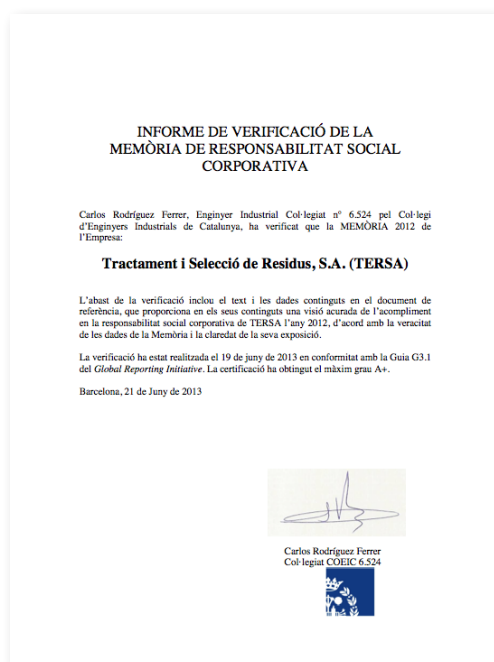 INFORME DE VERIFICACIÓ DE LA
MEMÒRIA DE RESPONSABILITAT SOCIAL
CORPORATIVA
Carlos Rodríguez Ferrer, Enginyer Industrial Col·legiat nº 6.524 pel Col·legi
d'Enginyers Industrials de Catalunya, ha verificat que la MEMÒRIA 2012 de
l'Empresa:
Tractament i Selecció de Residus, S.A. (TERSA)
L'abast de la verificació inclou el text i les dades continguts en el document de
referència, que proporciona en els seus continguts una visió acurada de l'acompliment
en la responsabilitat social corporativa de TERSA l'any 2012, d'acord amb la veracitat
de les dades de la Memòria i la claredat de la seva exposició.
La verificació ha estat realitzada el 19 de juny de 2013 en conformitat amb la Guia G3.1
del Global Reporting Initiative. La certificació ha obtingut el màxim grau A+.
Barcelona, 21 de Juny de 2013
Carlos Rodríguez Ferrer
Col·legiat COEIC 6.524